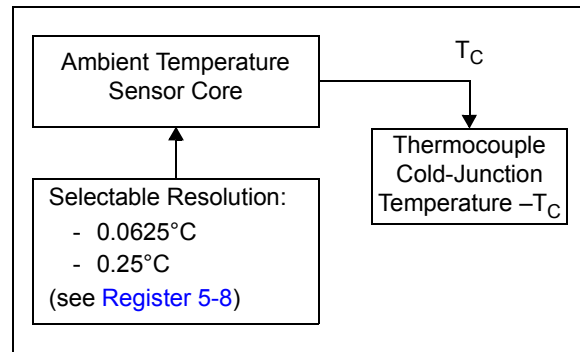 Ambient Temperature
Sensor Core
T_C
Thermocouple
Cold-Junction
Temperature –T_C
Selectable Resolution:
- 0.0625°C
- 0.25°C
(see Register 5-8)